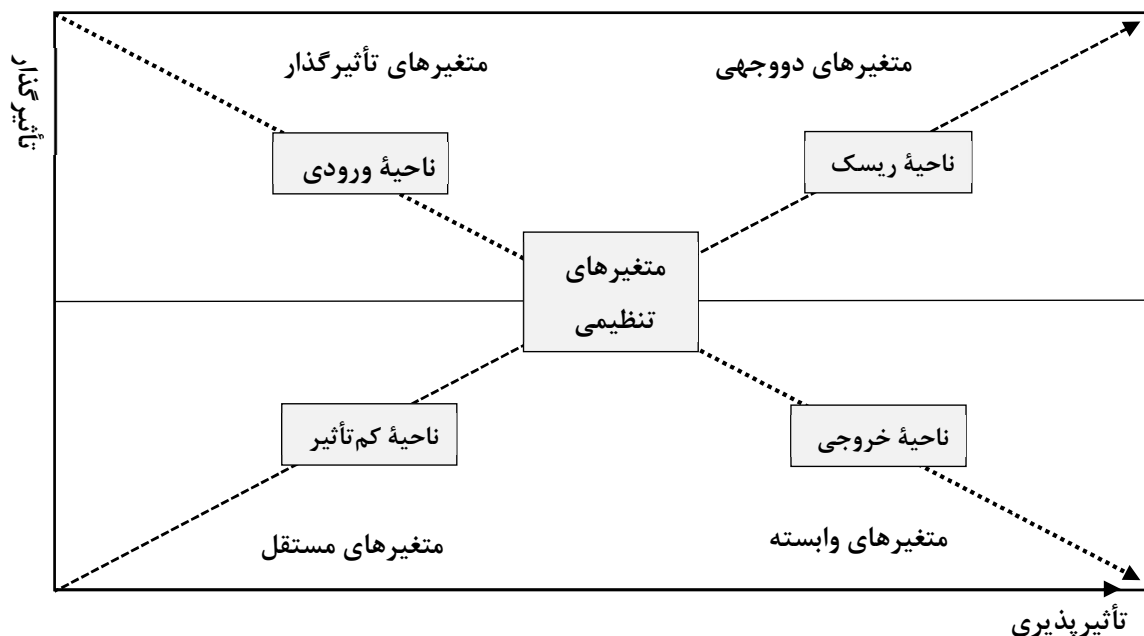 متغیرهای دووجهی
متغیرهای تأثیرگذار
تأثیرگذار
ناحیهٔ ریسک
ناحیهٔ ورودی
متغیرهای
تنظیمی
ناحیهٔ خروجی
ناحیهٔ کم‌تأثیر
متغیرهای وابسته
متغیرهای مستقل
تأثیرپذیری